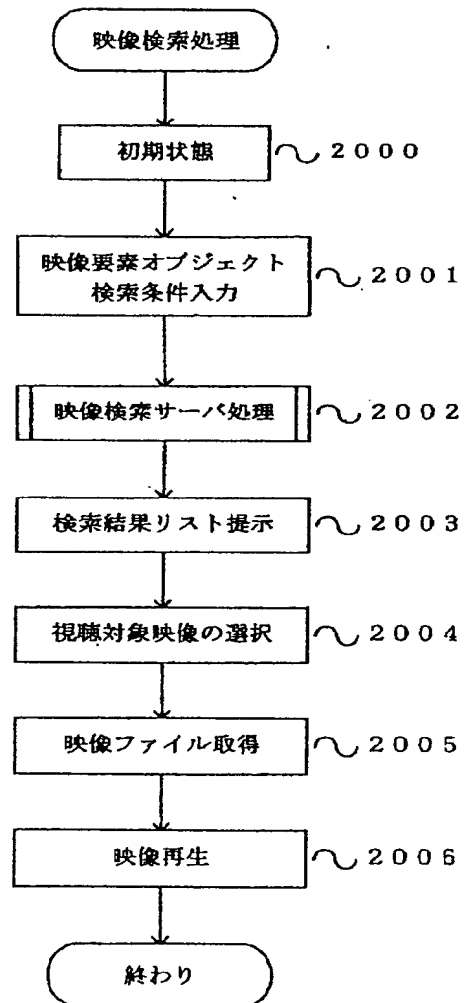 映像検索処理
初期状態 2000
映像要素オブジェクト
検索条件入力 2001
映像検索サーバ処理 2002
検索結果リスト提示 2003
視聴対象映像の選択 2004
映像ファイル取得 2005
映像再生 2006
終わり